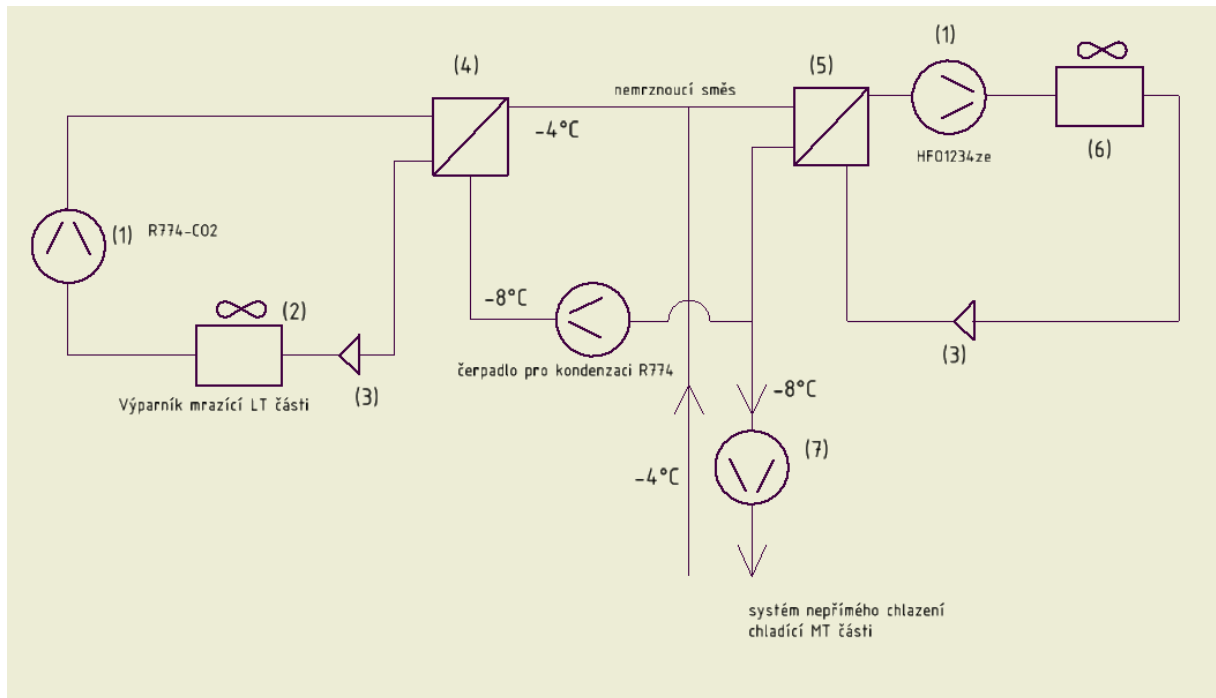 (1)
(4)
(5)
nemrznoucí směs
-4°C
HFO1234ze
(6)
(1)
R774-CO2
(2)
-8°C
čerpadlo pro kondenzaci R774
(3)
Výparník mrazící LT části
(3)
-8°C
(7)
-4°C
systém nepřímého chlazení
chladící MT části